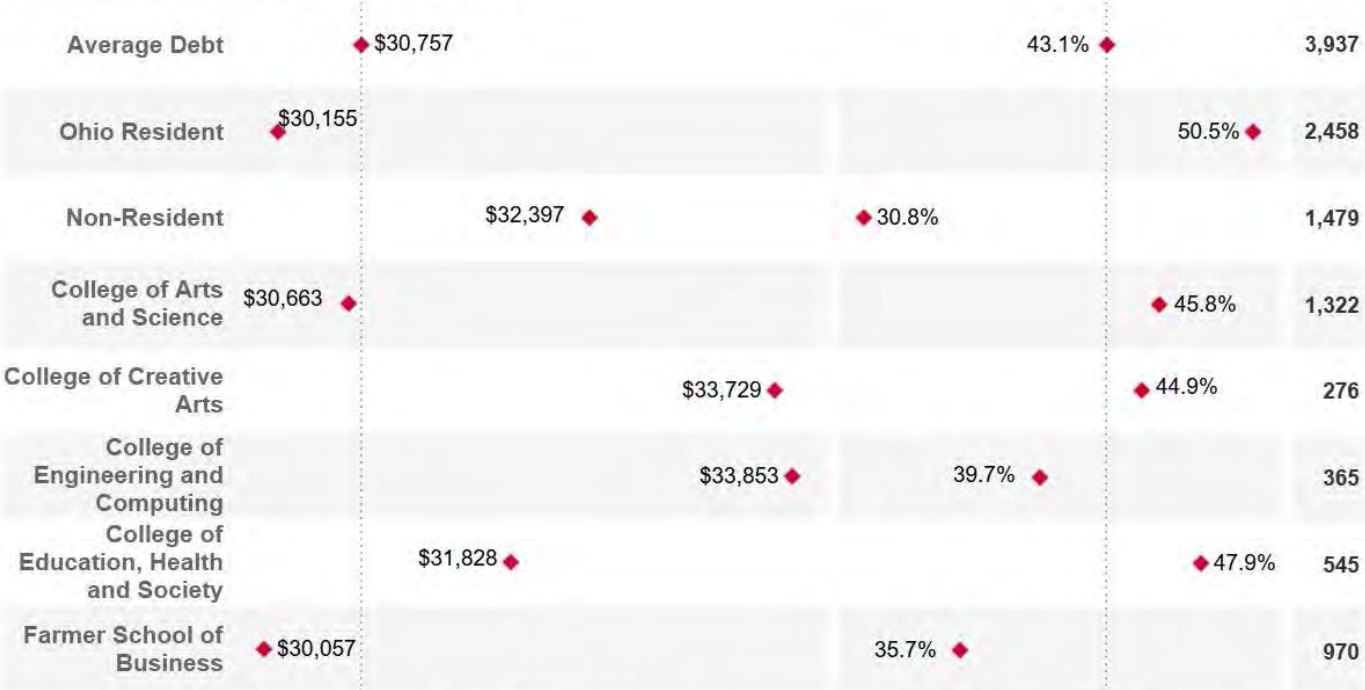 Average Debt $30,757 43.1% 3,937
Ohio Resident $30,155 50.5% 2,458
Non-Resident $32,397 30.8% 1,479
College of Arts
and Science $30,663 45.8% 1,322
College of Creative
Arts $33,729 44.9% 276
College of
Engineering and
Computing $33,853 39.7% 365
College of
Education, Health
and Society $31,828 47.9% 545
Farmer School of
Business $30,057 35.7% 970